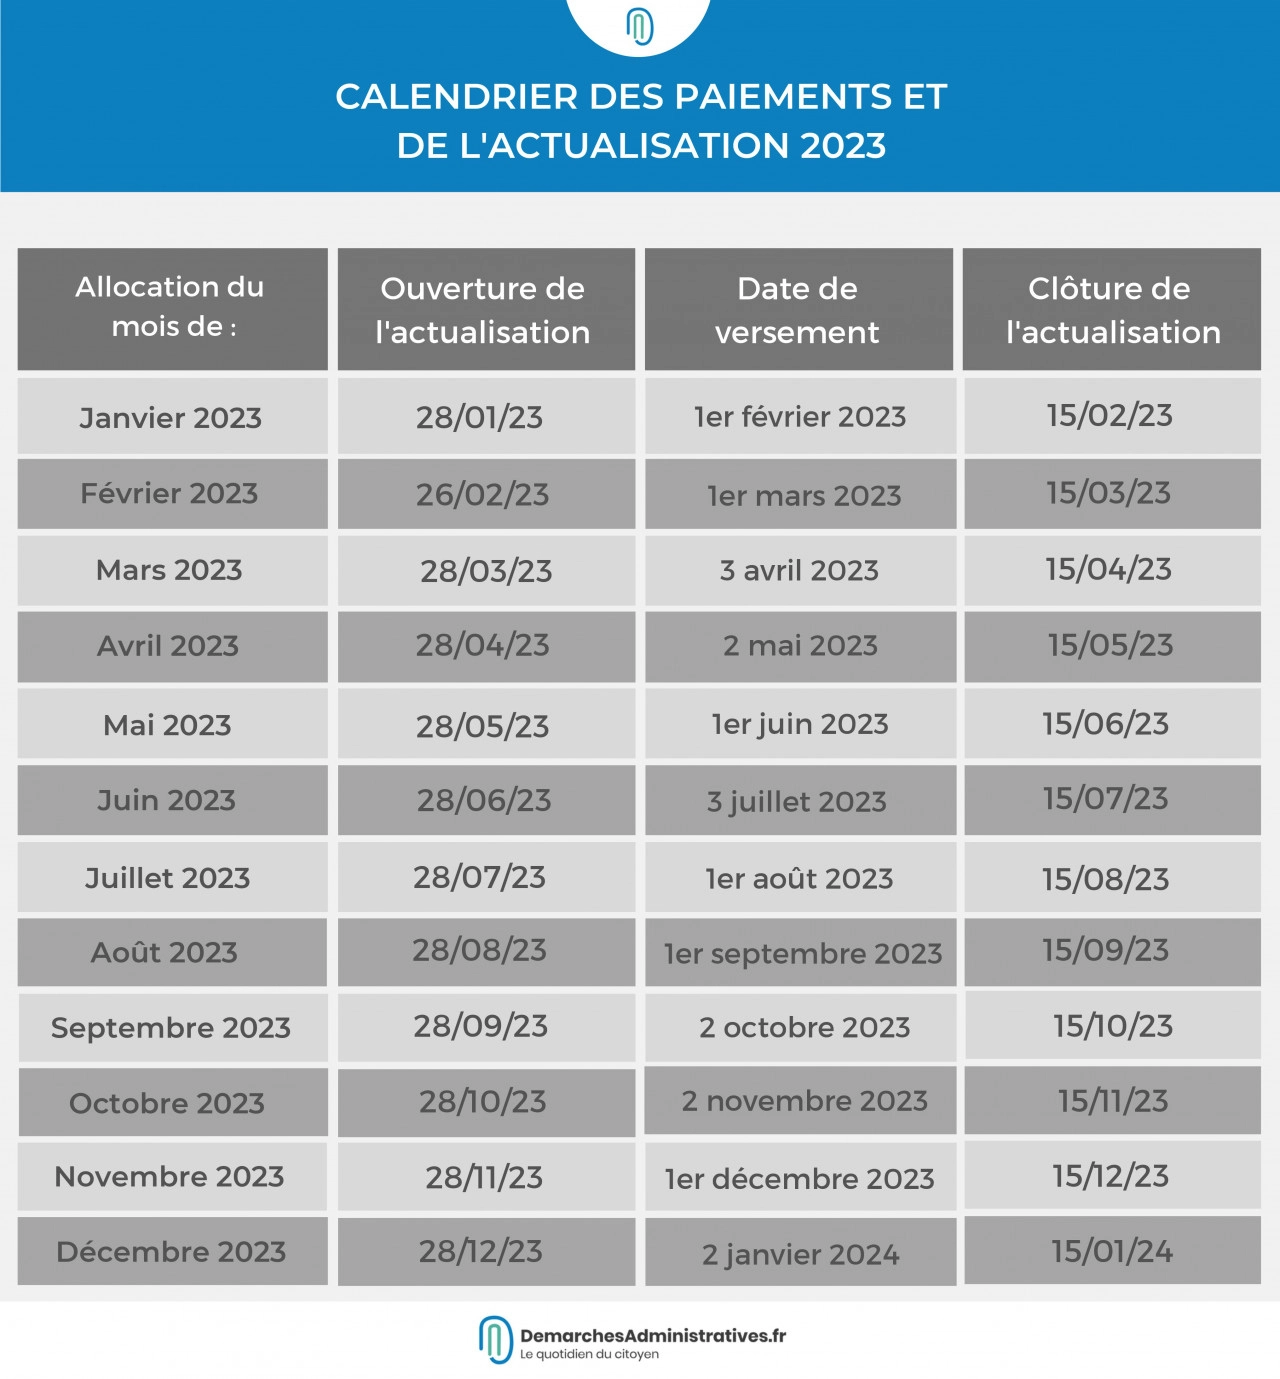 CALENDRIER DES PAIEMENTS ET
DE L'ACTUALISATION 2023
Allocation du
mois de :
Ouverture de
l'actualisation
Date de
versement
Clôture de
l'actualisation
Janvier 2023 28/01/23 1er février 2023 15/02/23
Février 2023 26/02/23 1er mars 2023 15/03/23
Mars 2023 28/03/23 3 avril 2023 15/04/23
Avril 2023 28/04/23 2 mai 2023 15/05/23
Mai 2023 28/05/23 1er juin 2023 15/06/23
Juin 2023 28/06/23 3 juillet 2023 15/07/23
Juillet 2023 28/07/23 1er août 2023 15/08/23
Août 2023 28/08/23 1er septembre 2023 15/09/23
Septembre 2023 28/09/23 2 octobre 2023 15/10/23
Octobre 2023 28/10/23 2 novembre 2023 15/11/23
Novembre 2023 28/11/23 1er décembre 2023 15/12/23
Décembre 2023 28/12/23 2 janvier 2024 15/01/24
DemarchesAdministratives.fr
Le quotidien du citoyen